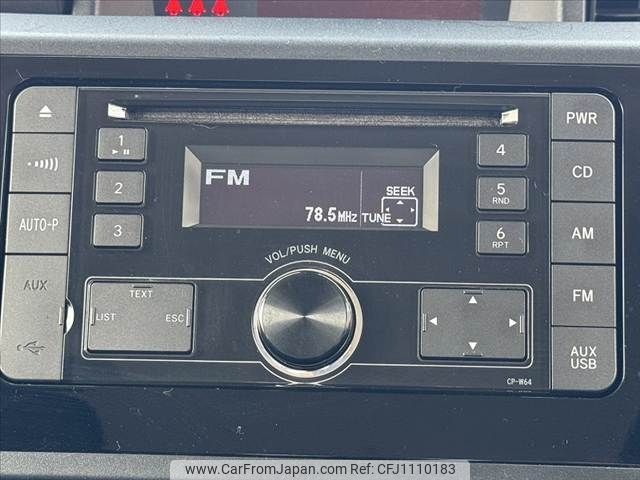 PWR
1
4
CD
2
FM
SEEK
5
RND
AUTO-P
3
78.5MHz
TUNE
6
RPT
AM
VOL/PUSH MENU
AUX
TEXT
LIST
ESC
FM
AUX
USB
CP-W64
www.CarFromJapan.com | ID: CFJ1110183